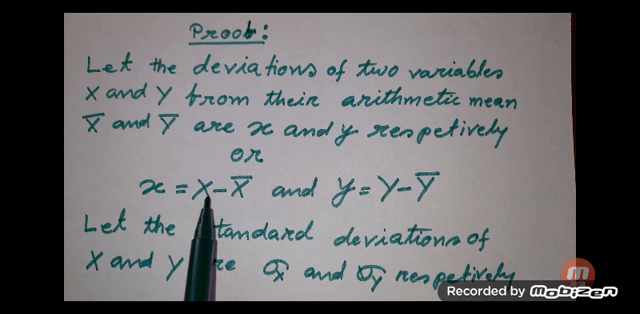 Proof:
Let the deviations of two variables
X and Y from their arithmetic mean
X̅ and Y̅ are x and y respetively
or
x = X - X̅ and y = Y - Y̅
Let the standard deviations of
X and Y are σx and σy respetively
Recorded by mobizen